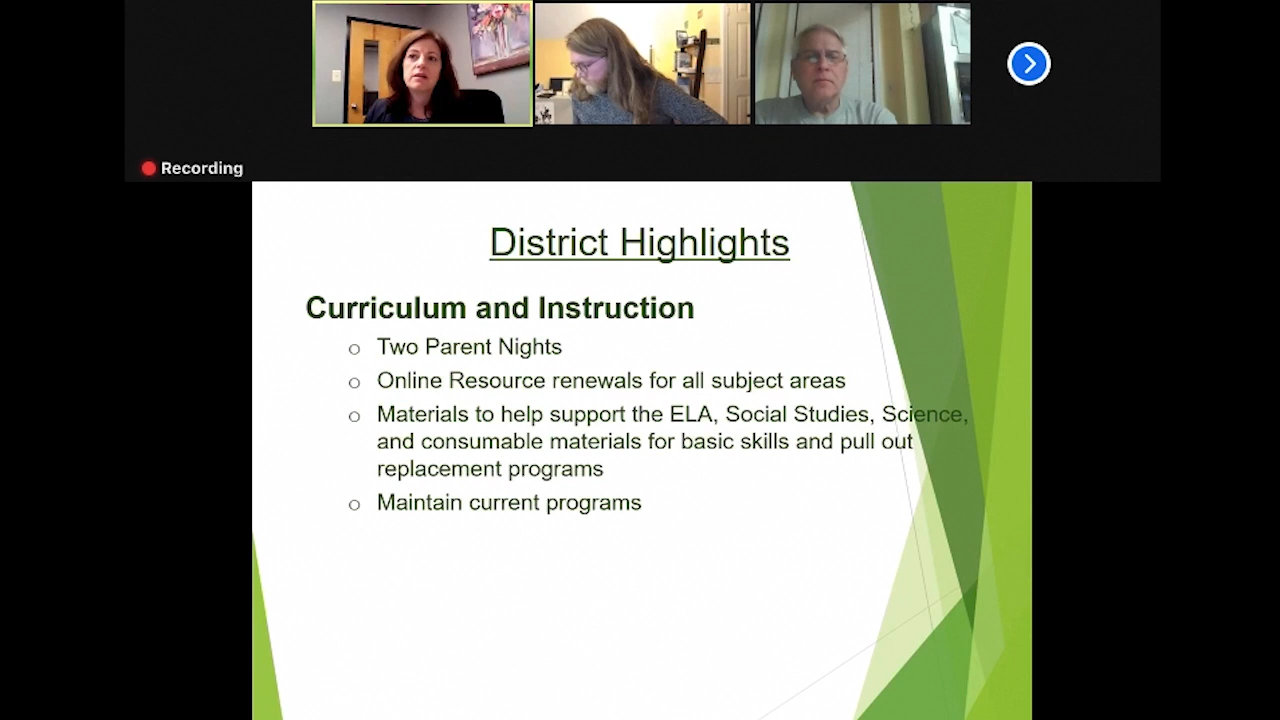 Recording
District Highlights
Curriculum and Instruction
o Two Parent Nights
o Online Resource renewals for all subject areas
o Materials to help support the ELA, Social Studies, Science,
and consumable materials for basic skills and pull out
replacement programs
o Maintain current programs